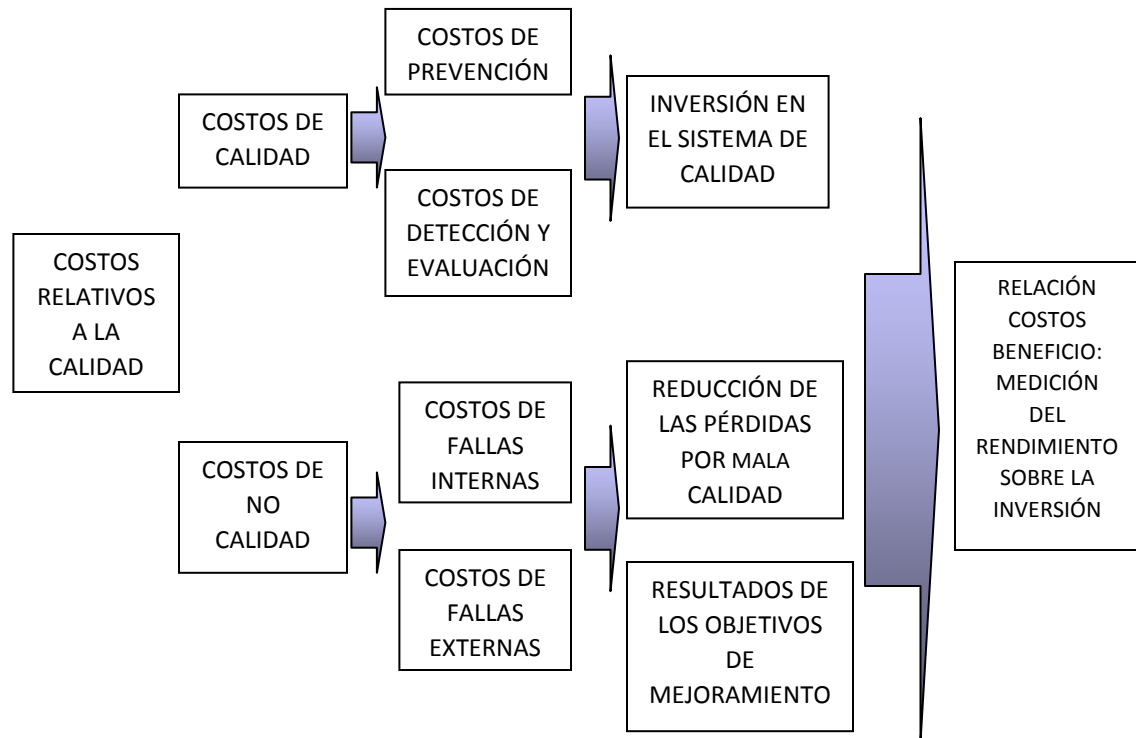 COSTOS
RELATIVOS
A LA
CALIDAD
COSTOS DE
CALIDAD
COSTOS DE
PREVENCIÓN
COSTOS DE
DETECCIÓN Y
EVALUACIÓN
INVERSIÓN EN
EL SISTEMA DE
CALIDAD
COSTOS DE
NO
CALIDAD
COSTOS DE
FALLAS
INTERNAS
COSTOS DE
FALLAS
EXTERNAS
REDUCCIÓN DE
LAS PÉRDIDAS
POR MALA
CALIDAD
RESULTADOS DE
LOS OBJETIVOS
DE
MEJORAMIENTO
RELACIÓN
COSTOS
BENEFICIO:
MEDICIÓN
DEL
RENDIMIENTO
SOBRE LA
INVERSIÓN